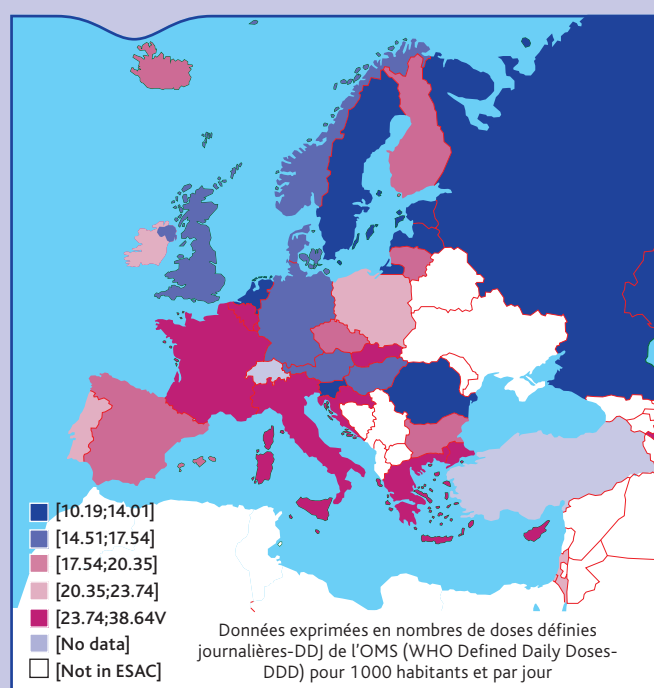 [10.19;14.01]
[14.51;17.54]
[17.54;20.35]
[20.35;23.74]
[23.74;38.64V
[No data]
[Not in ESAC]
Données exprimées en nombres de doses définies
journalières-DDJ de l'OMS (WHO Defined Daily Doses-
DDD) pour 1000 habitants et par jour